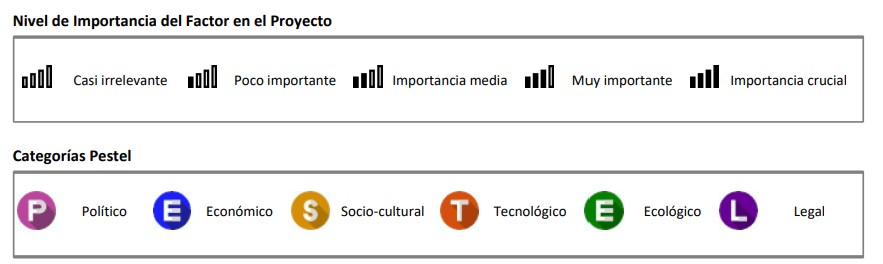 Nivel de Importancia del Factor en el Proyecto
Casi irrelevante Poco importante Importancia media Muy importante Importancia crucial
Categorías Pestel
P Político E Económico S Socio-cultural T Tecnológico E Ecológico L Legal